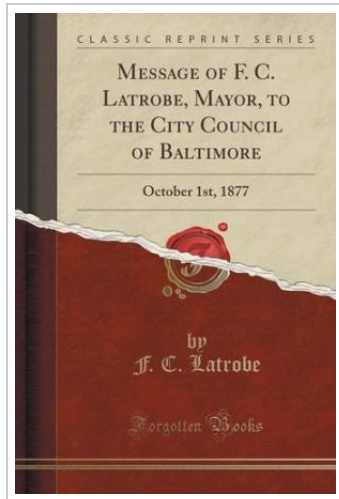 CLASSIC REPRINT SERIES
MESSAGE OF F. C.
LATROBE, MAYOR, TO
THE CITY COUNCIL
OF BALTIMORE
October 1st, 1877
F
by
F. C. Latrobe
Forgotten Books